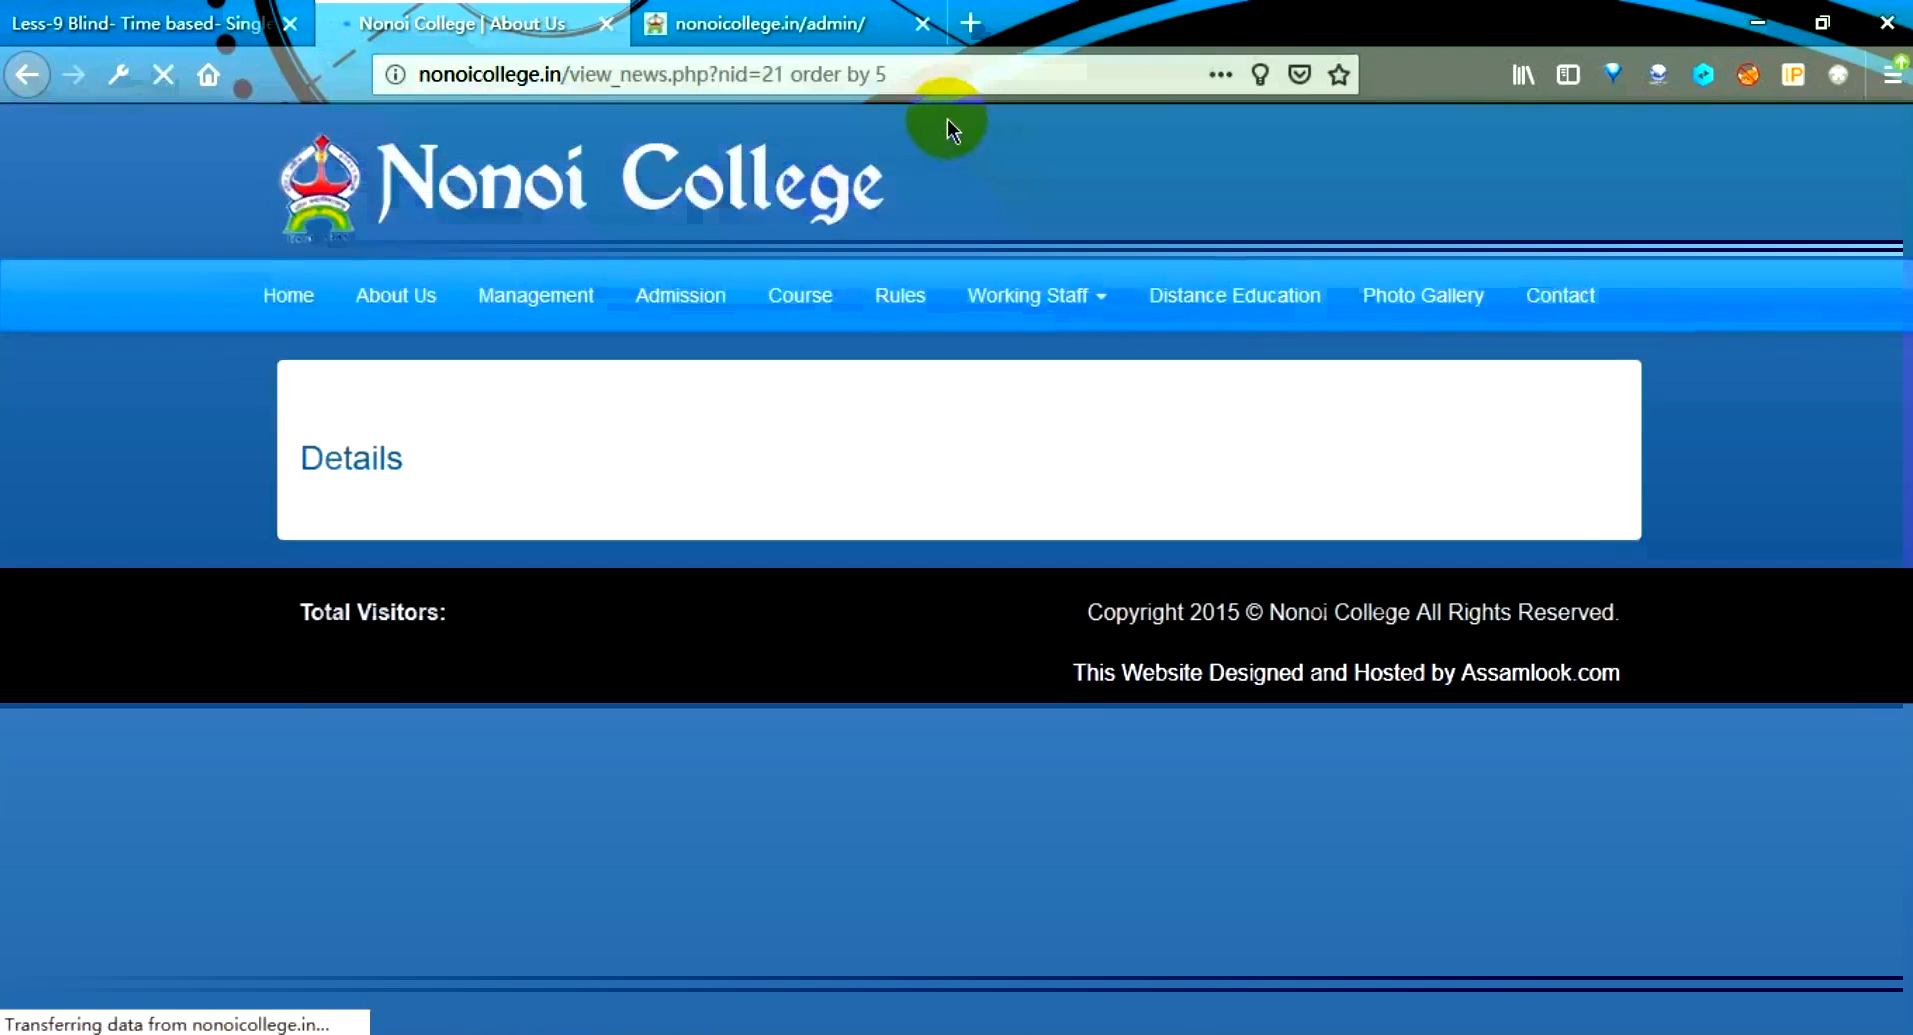 Less-9 Blind- Time based- Single
Nonoi College | About Us
nonoicollege.in/admin/
nonoicollege.in/view_news.php?nid=21 order by 5
IP
Nonoi College
Home About Us Management Admission Course Rules Working Staff Distance Education Photo Gallery Contact
Details
Total Visitors:
Copyright 2015 © Nonoi College All Rights Reserved.
This Website Designed and Hosted by Assamlook.com
Transferring data from nonoicollege.in...